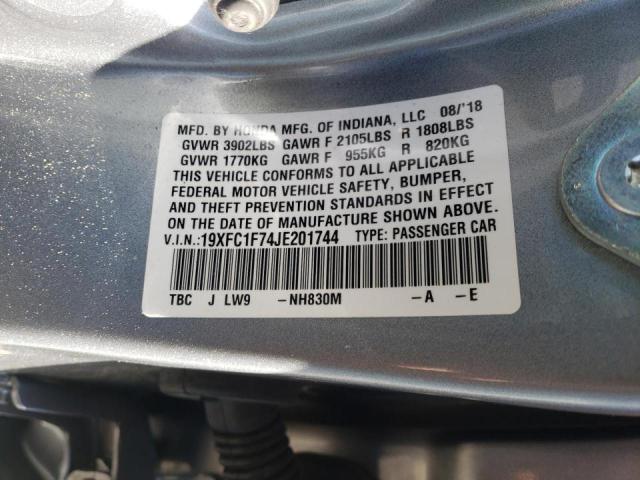 MFD. BY HONDA MFG. OF INDIANA, LLC 08/'18
GVWR 3902LBS GAWR F 2105LBS R 1808LBS
GVWR 1770KG GAWR F 955KG R 820KG
THIS VEHICLE CONFORMS TO ALL APPLICABLE
FEDERAL MOTOR VEHICLE SAFETY, BUMPER,
AND THEFT PREVENTION STANDARDS IN EFFECT
ON THE DATE OF MANUFACTURE SHOWN ABOVE.
V.I.N.:19XFC1F74JE201744 TYPE: PASSENGER CAR
TBC J LW9 -NH830M -A -E